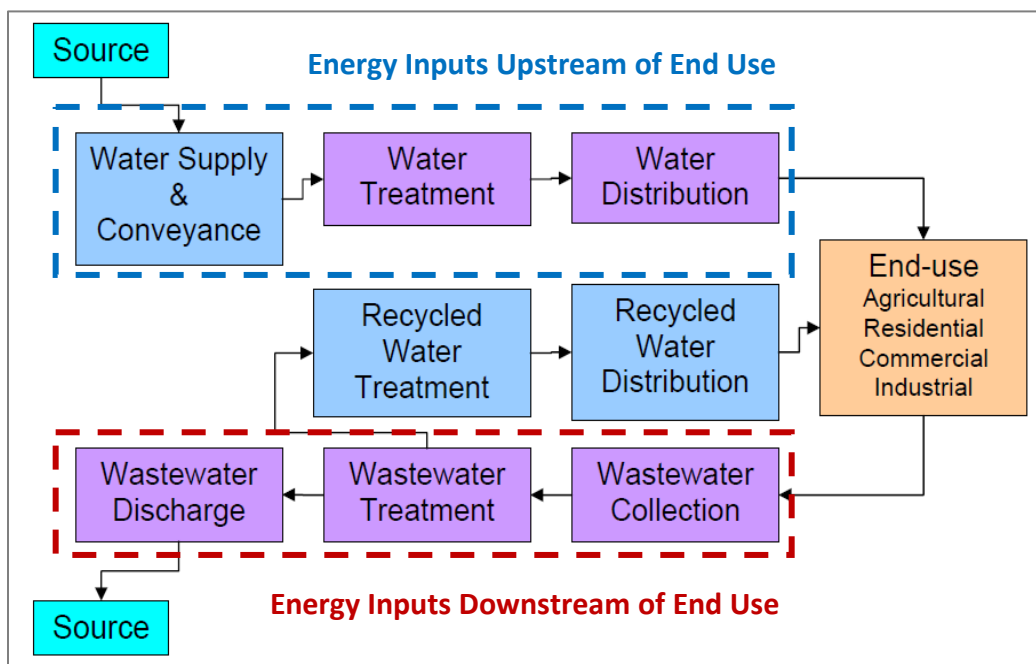 Source
Energy Inputs Upstream of End Use
Water Supply
&
Conveyance
Water
Treatment
Water
Distribution
End-use
Agricultural
Residential
Commercial
Industrial
Recycled
Water
Treatment
Recycled
Water
Distribution
Wastewater
Discharge
Wastewater
Treatment
Wastewater
Collection
Energy Inputs Downstream of End Use
Source